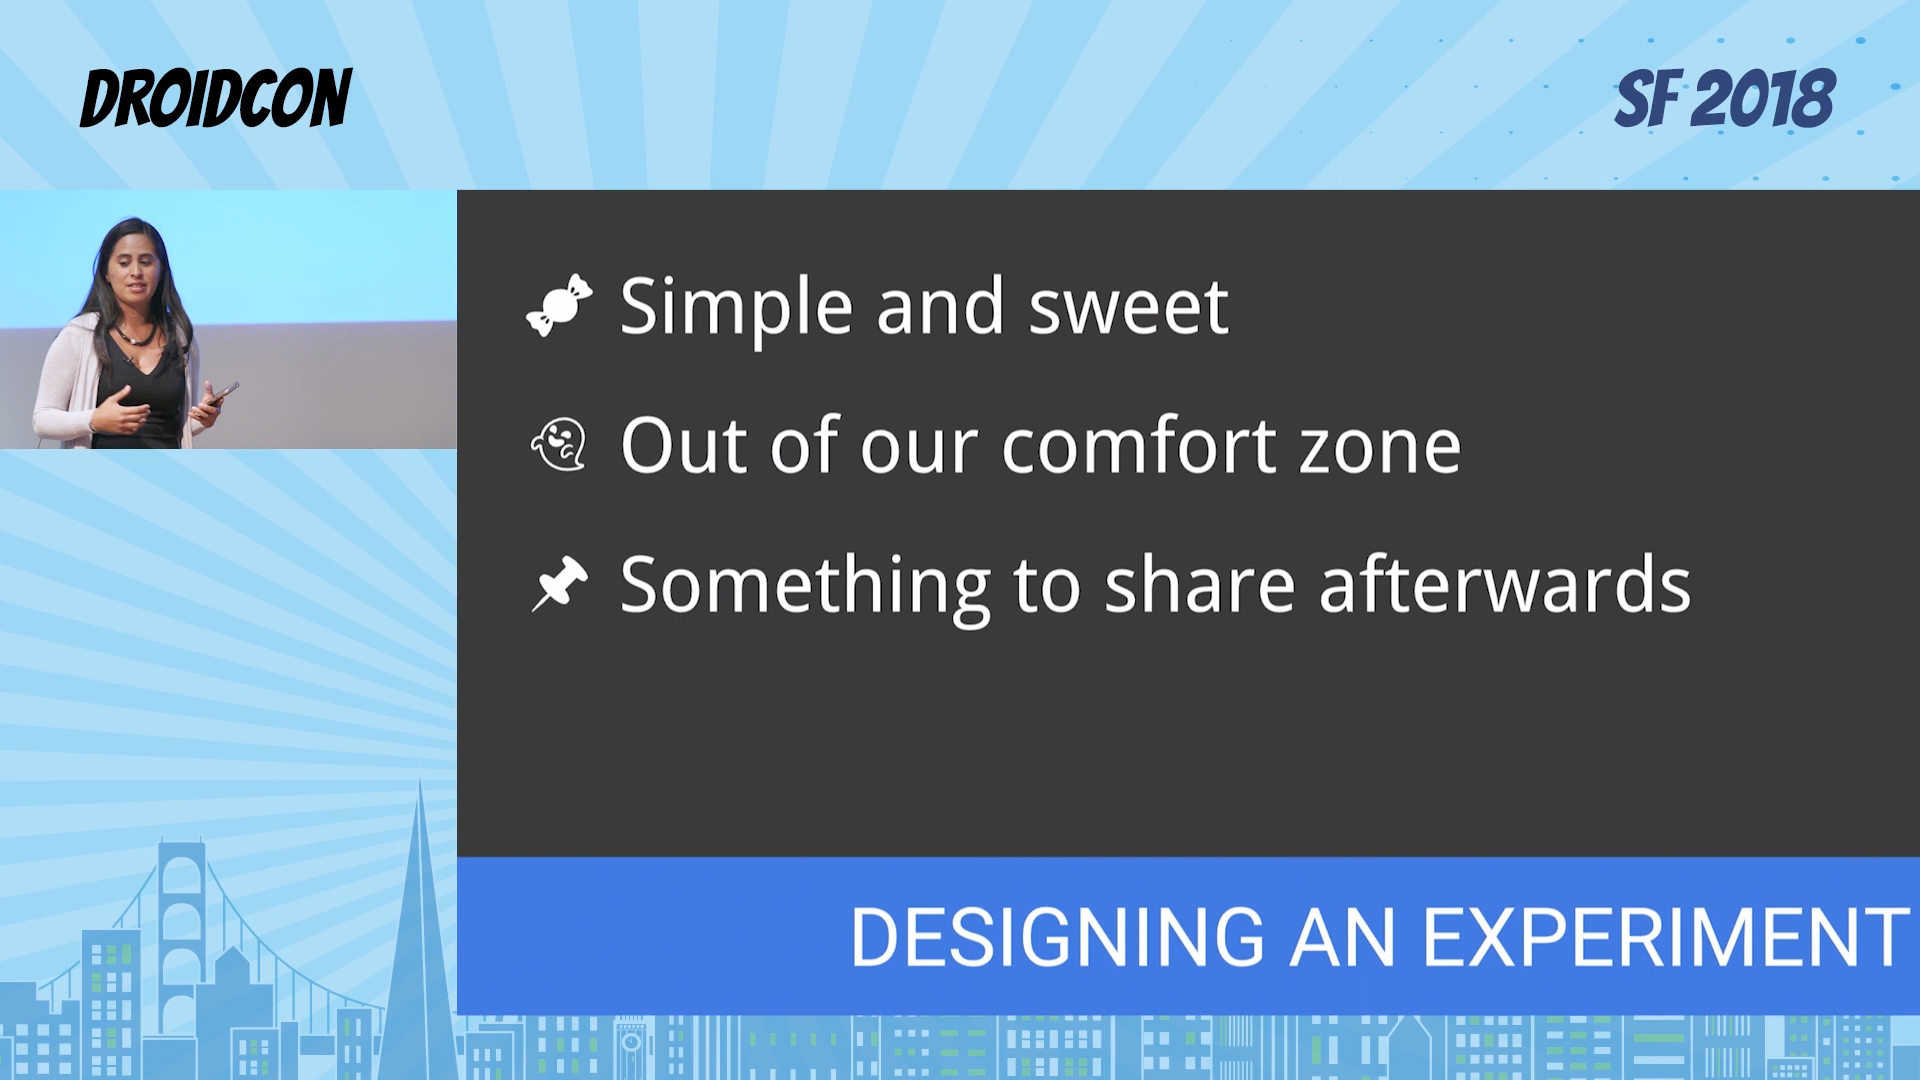 DROIDCON
SF 2018
Simple and sweet
Out of our comfort zone
Something to share afterwards
DESIGNING AN EXPERIMENT